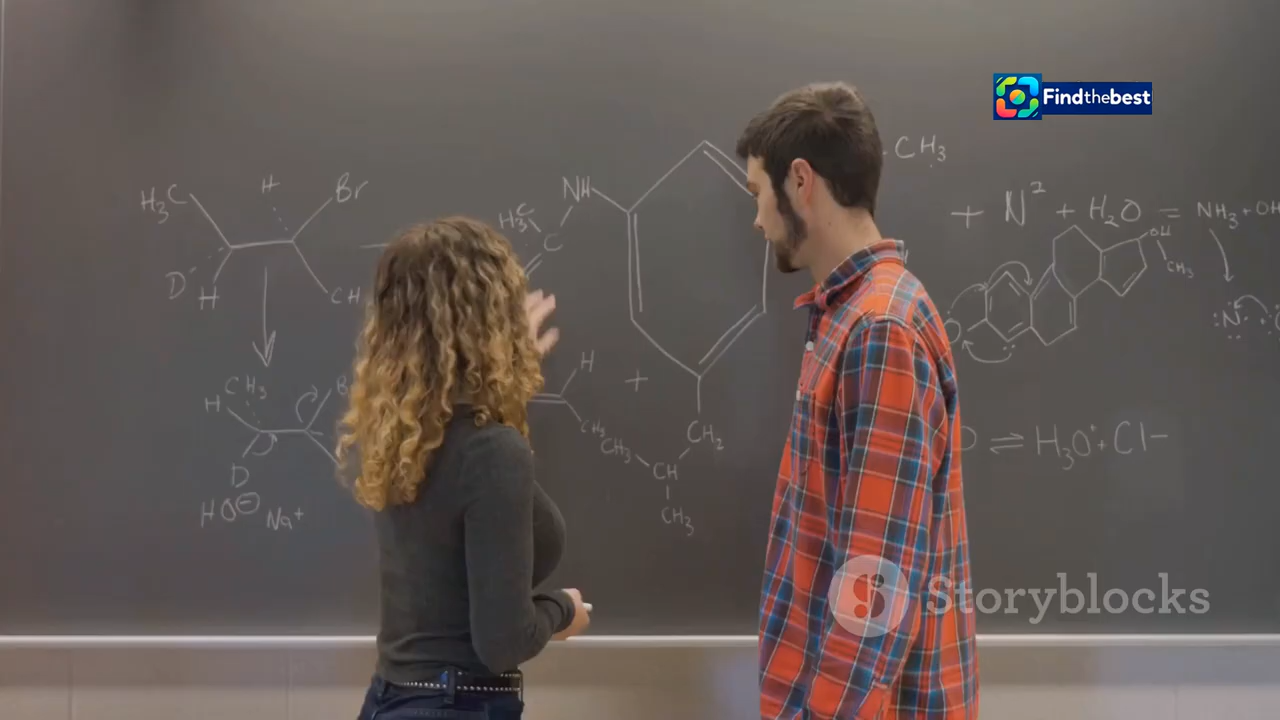 Findthebest
H₃C
H
Br
D
H
CH
H₃C
C
NH
CH₃
+ N² + H₂O = NH₃ + OH
OH
CH₃
:N:
CH₃
H
D
HO⊖ Na⁺
H
CH₃
+
CH₂
CH₃
CH
CH₃
⇌ H₃O⁺ + Cl−
Storyblocks